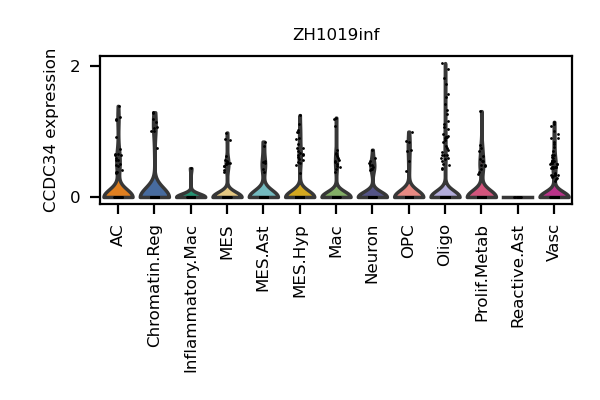 ZH1019inf
CCDC34 expression
2
0
AC
Chromatin.Reg
Inflammatory.Mac
MES
MES.Ast
MES.Hyp
Mac
Neuron
OPC
Oligo
Prolif.Metab
Reactive.Ast
Vasc